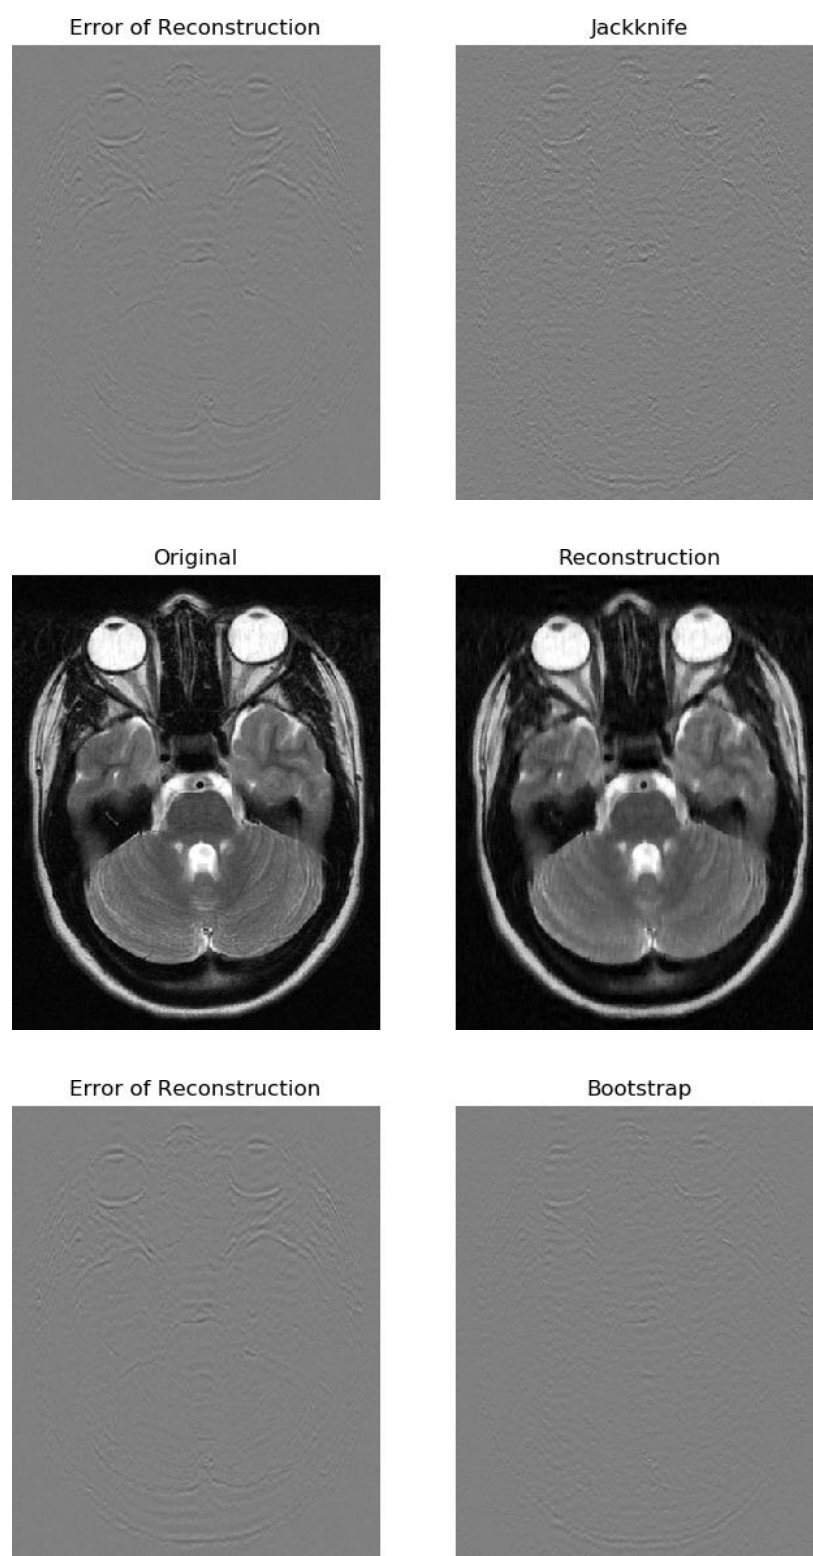 Error of Reconstruction
Jackknife
Original
Reconstruction
Error of Reconstruction
Bootstrap